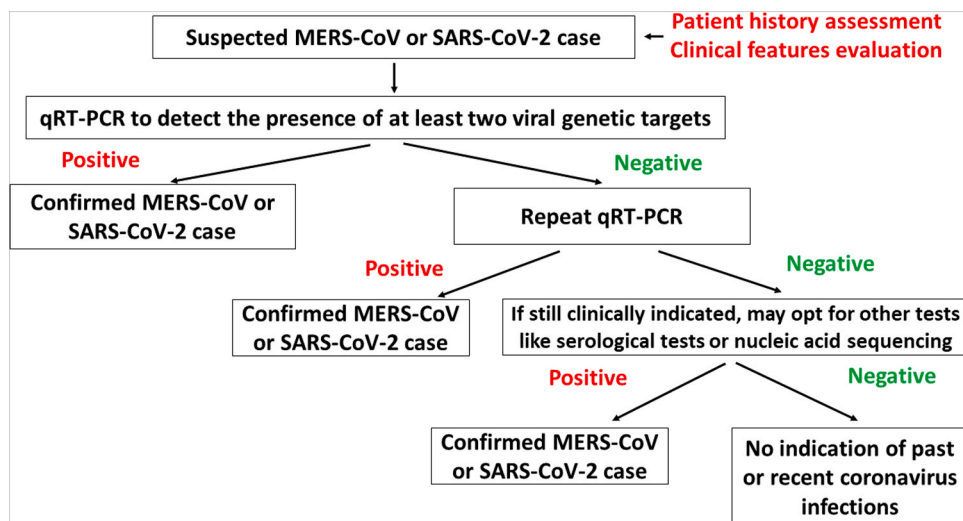 Suspected MERS-CoV or SARS-CoV-2 case
Patient history assessment
Clinical features evaluation
qRT-PCR to detect the presence of at least two viral genetic targets
Positive
Negative
Confirmed MERS-CoV or
SARS-CoV-2 case
Repeat qRT-PCR
Positive
Negative
Confirmed MERS-CoV
or SARS-CoV-2 case
If still clinically indicated, may opt for other tests
like serological tests or nucleic acid sequencing
Positive
Negative
Confirmed MERS-CoV
or SARS-CoV-2 case
No indication of past
or recent coronavirus
infections